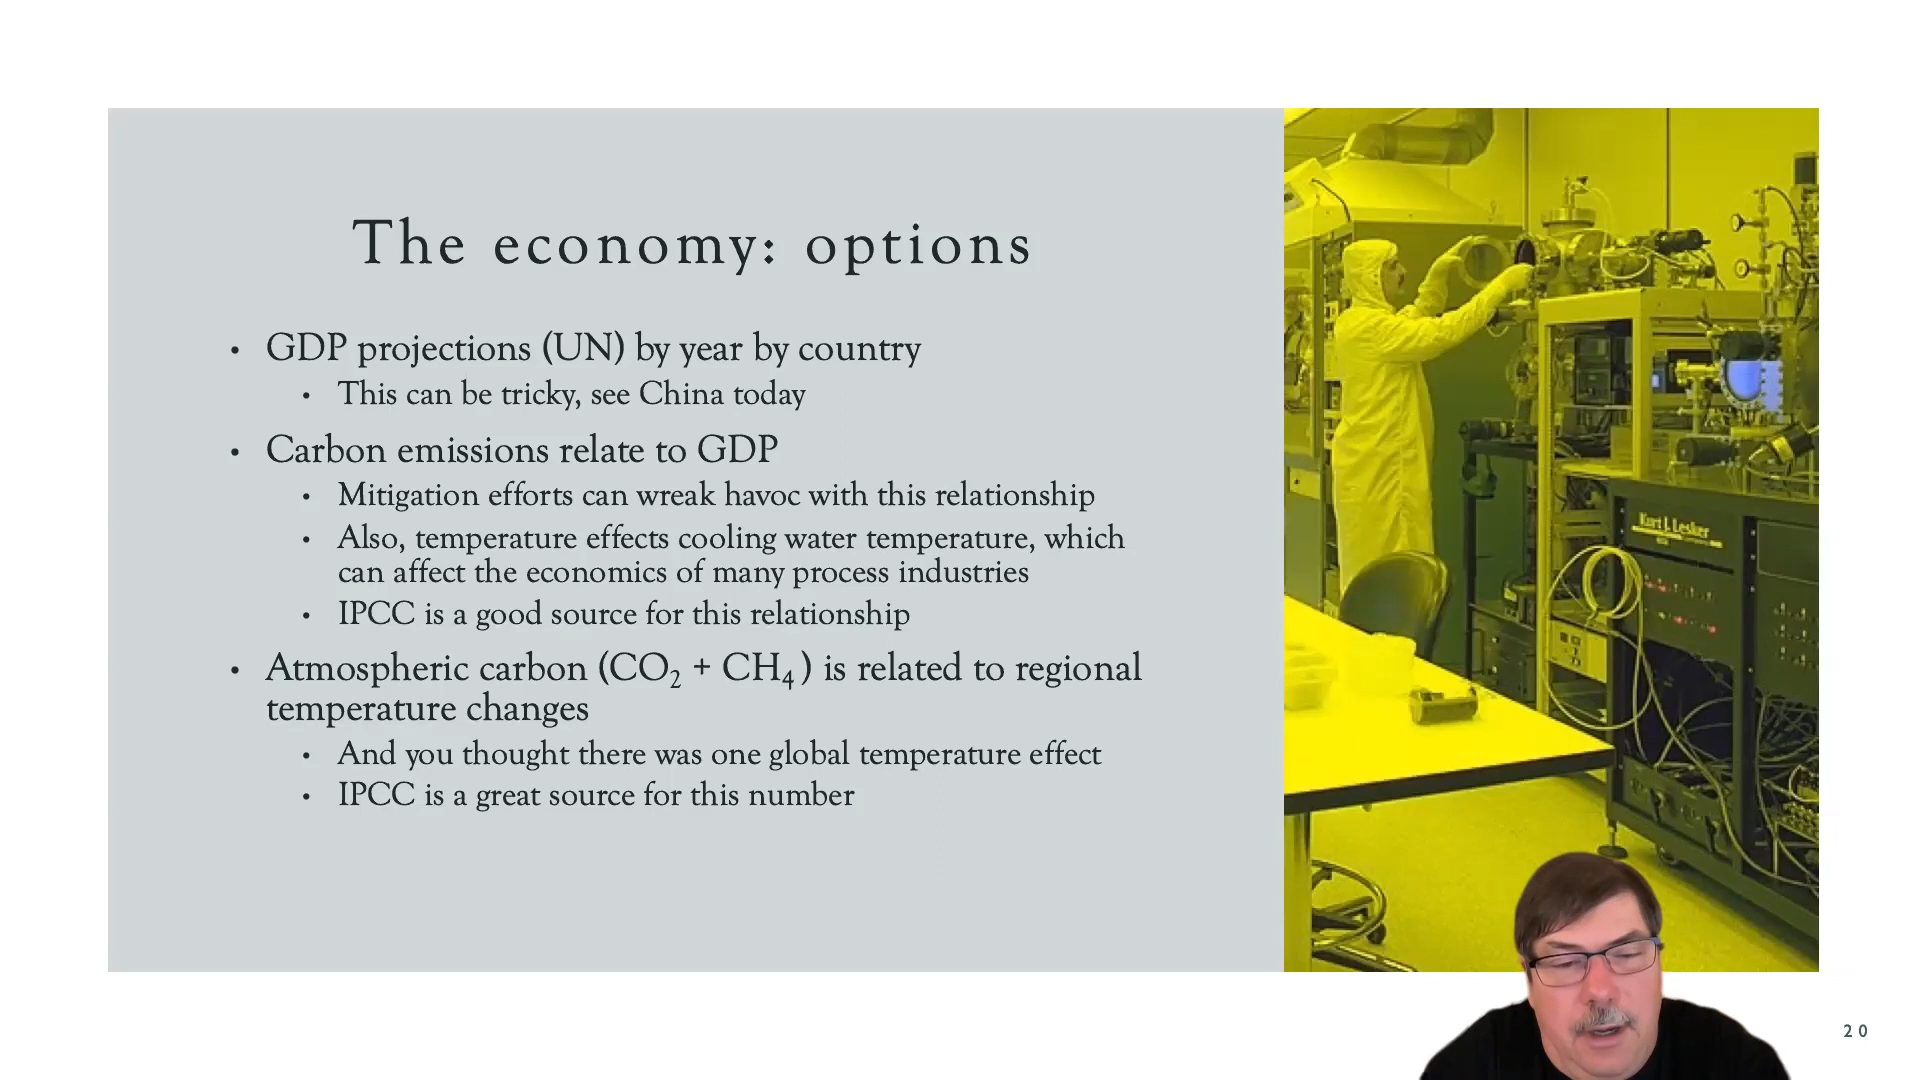 The economy: options
• GDP projections (UN) by year by country
• This can be tricky, see China today
• Carbon emissions relate to GDP
• Mitigation efforts can wreak havoc with this relationship
• Also, temperature effects cooling water temperature, which
can affect the economics of many process industries
• IPCC is a good source for this relationship
• Atmospheric carbon (CO₂ + CH₄ ) is related to regional
temperature changes
• And you thought there was one global temperature effect
• IPCC is a great source for this number
Kurt J. Lesker
20